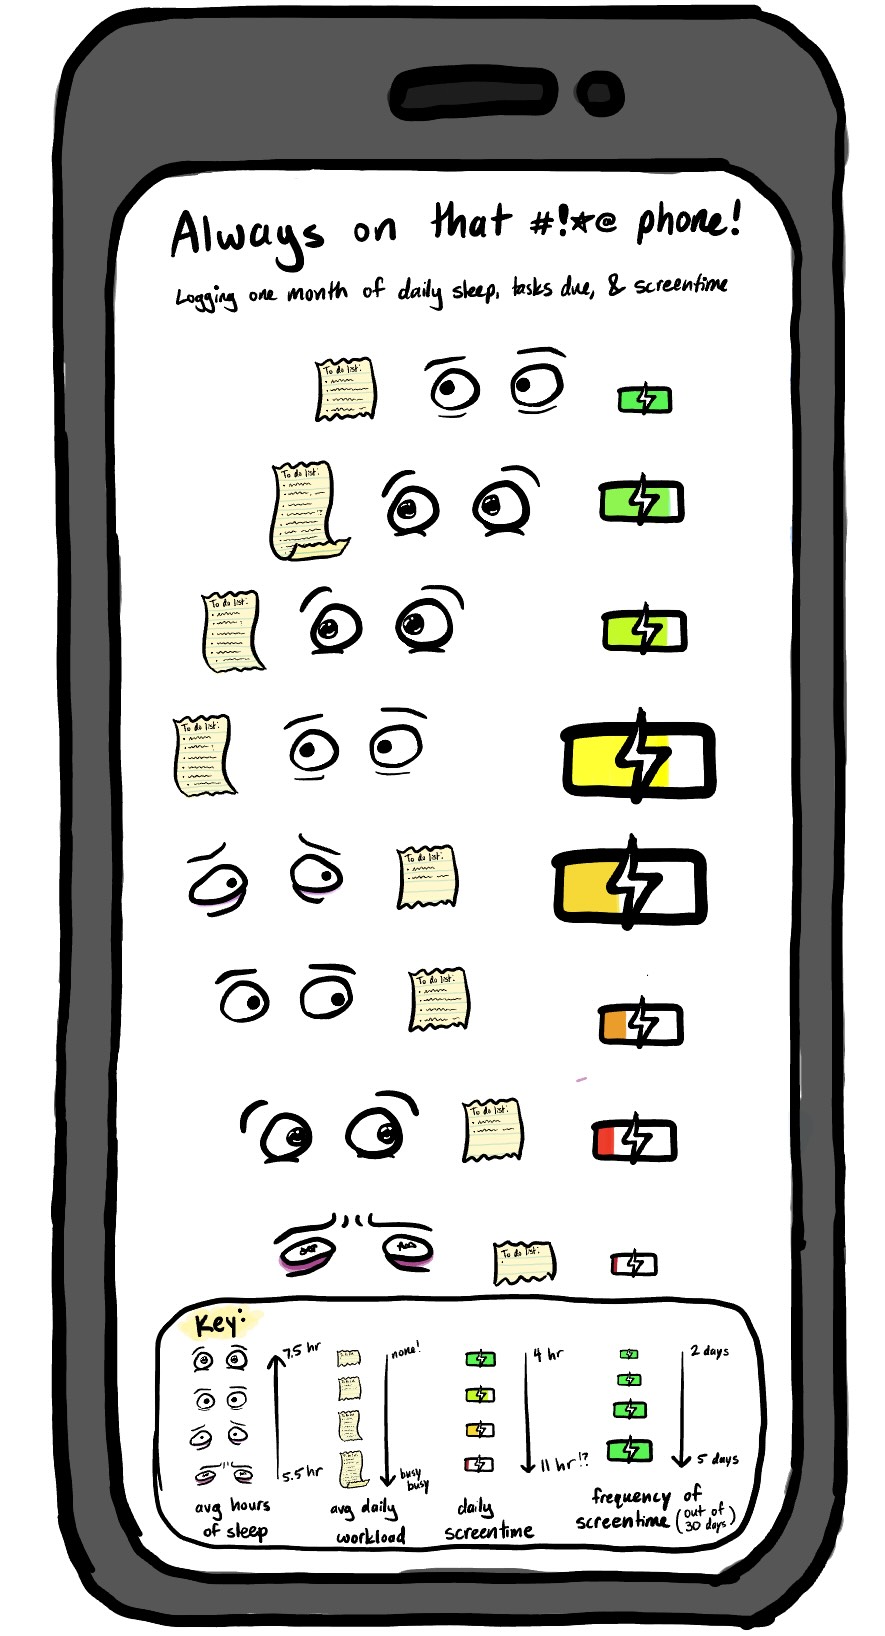 Always on that #!*@ phone!
Logging one month of daily sleep, tasks due, & screentime
To do list:
To do list:
To do list:
To do list:
To do list:
To do list:
To do list:
To do list:
Key:
7.5 hr
5.5 hr
avg hours
of sleep
none!
busy
busy
avg daily
workload
4 hr
11 hr!?
daily
screentime
2 days
5 days
frequency of
screentime (out of
30 days)